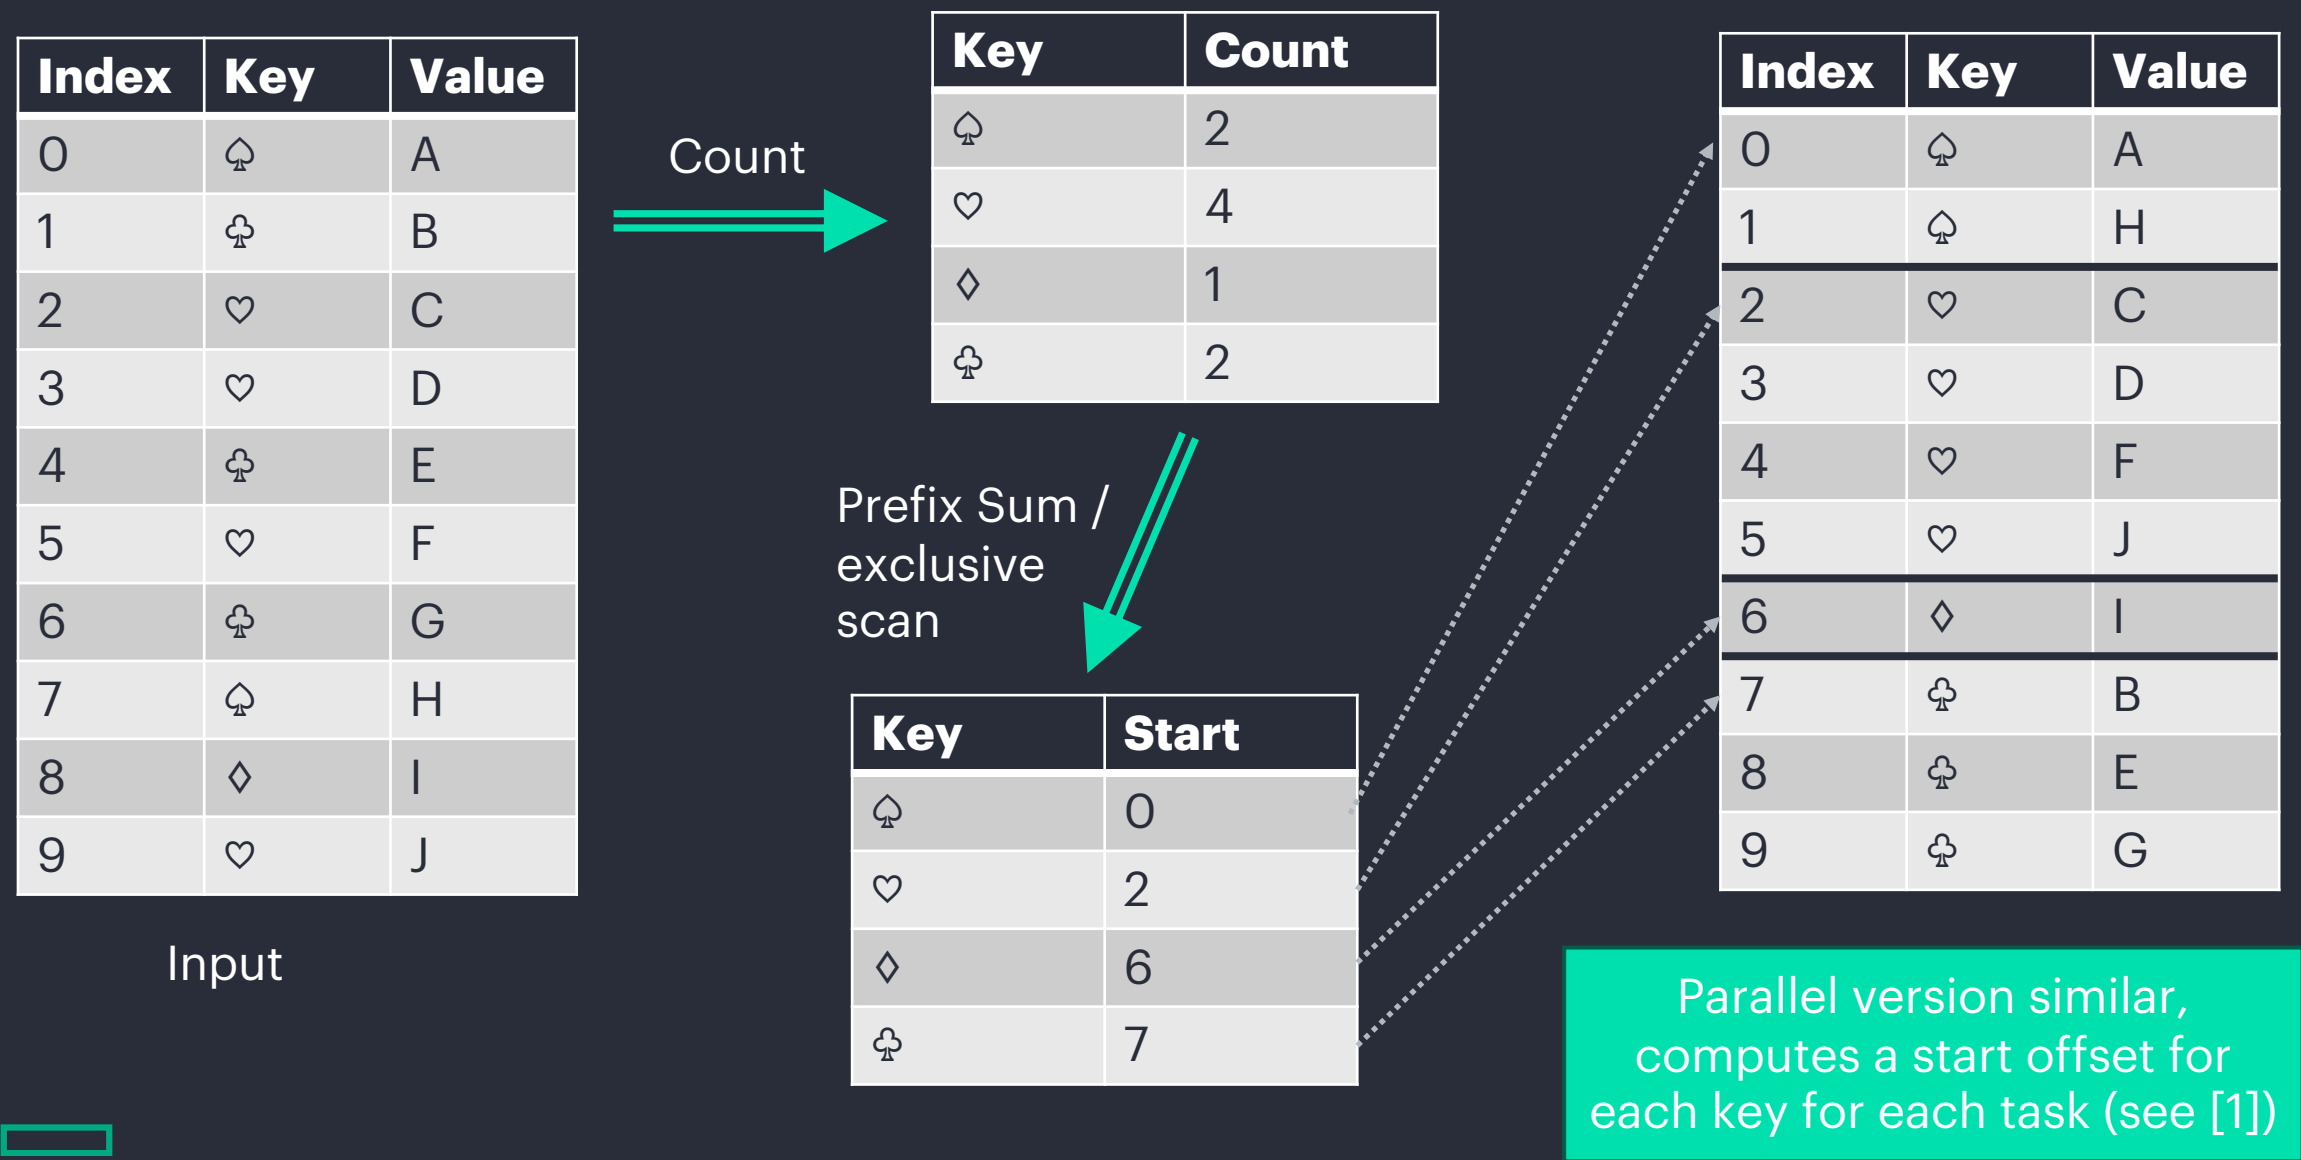 Index Key Value
0 ♤ A
1 ♧ B
2 ♡ C
3 ♡ D
4 ♧ E
5 ♡ F
6 ♧ G
7 ♤ H
8 ♢ I
9 ♡ J
Input
Count
Key Count
♤ 2
♡ 4
♢ 1
♧ 2
Prefix Sum /
exclusive
scan
Key Start
♤ 0
♡ 2
♢ 6
♧ 7
Index Key Value
0 ♤ A
1 ♤ H
2 ♡ C
3 ♡ D
4 ♡ F
5 ♡ J
6 ♢ I
7 ♧ B
8 ♧ E
9 ♧ G
Parallel version similar,
computes a start offset for
each key for each task (see [1])